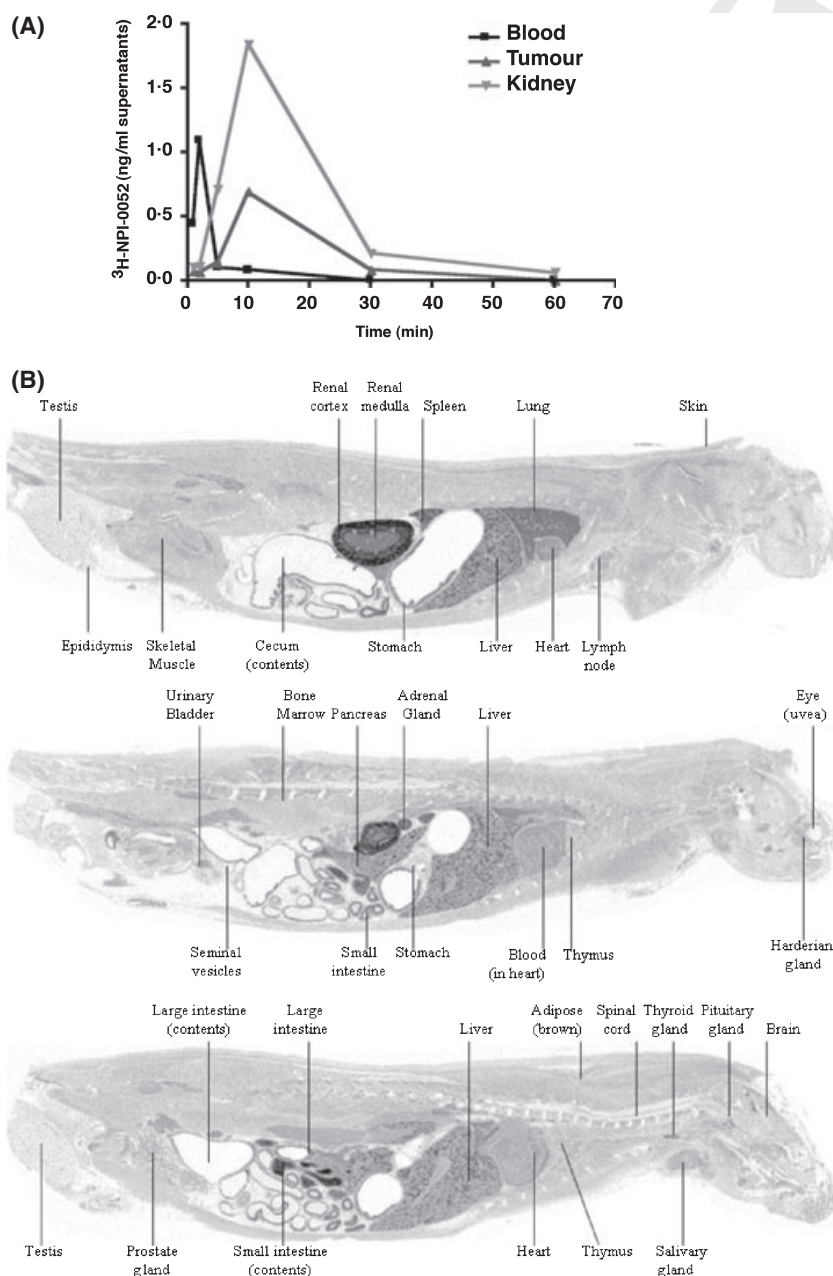 (A)
2·0
1·5
1·0
0·5
0·0
³H-NPI-0052 (ng/ml supernatants)
Blood
Tumour
Kidney
0 10 20 30 40 50 60 70
Time (min)
(B)
Renal Renal
Testis cortex medulla Spleen Lung Skin
Epididymis Skeletal Cecum Stomach Liver Heart Lymph
Muscle (contents) node
Urinary Bone Adrenal Eye
Bladder Marrow Pancreas Gland Liver (uvea)
Seminal Small Stomach Blood Thymus Harderian
vesicles intestine (in heart) gland
Large intestine Large Adipose Spinal Thyroid Pituitary
(contents) intestine Liver (brown) cord gland gland Brain
Testis Prostate Small intestine Heart Thymus Salivary
gland (contents) gland